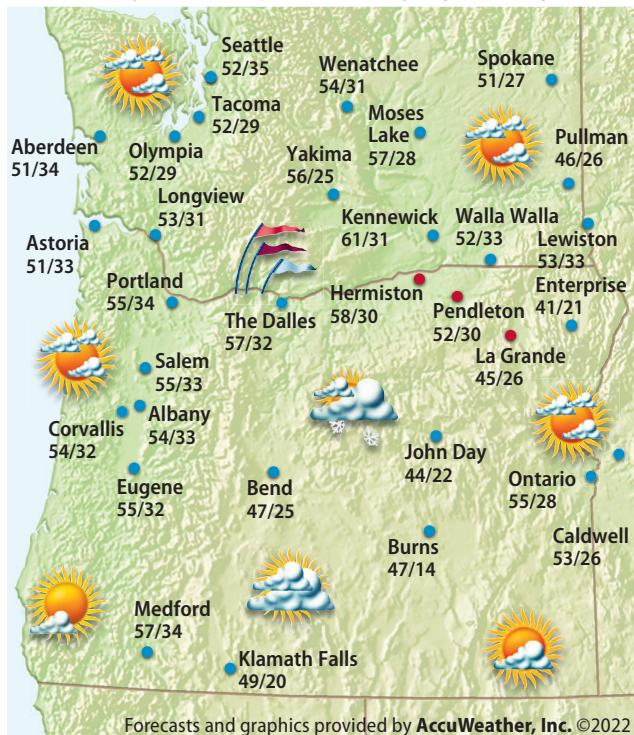 Seattle
52/35
Wenatchee
54/31
Spokane
51/27
Tacoma
52/29
Moses
Lake
57/28
Aberdeen
51/34
Olympia
52/29
Yakima
56/25
Pullman
46/26
Longview
53/31
Kennewick
61/31
Walla Walla
52/33
Lewiston
53/33
Astoria
51/33
Portland
55/34
The Dalles
57/32
Hermiston
58/30
Pendleton
52/30
Enterprise
41/21
La Grande
45/26
Salem
55/33
Albany
54/33
Corvallis
54/32
John Day
44/22
Eugene
55/32
Bend
47/25
Ontario
55/28
Burns
47/14
Caldwell
53/26
Medford
57/34
Klamath Falls
49/20
Forecasts and graphics provided by AccuWeather, Inc. ©2022